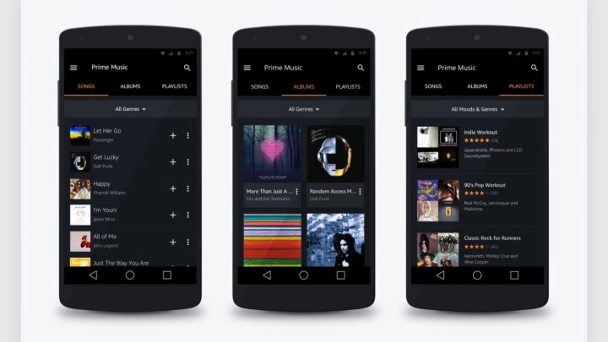 Prime Music
SONGS ALBUMS PLAYLISTS
All Genres
Let Her Go
Passenger
Get Lucky
Daft Punk
Happy
Pharrell Williams
I'm Yours
Jason Mraz
All of Me
John Legend
Just The Way You Are
Prime Music
SONGS ALBUMS PLAYLISTS
All Genres
More Than Just A ...
Fitz and the Tantrums
Random Access M...
Daft Punk
Prime Music
SONGS ALBUMS PLAYLISTS
All Moods & Genres
Indie Workout
Japandroids, Phoenix and LCD
Soundsystem
90's Pop Workout
Madonna
Classic Rock for Runners
Aerosmith, Mötley Crüe and
Alice Cooper